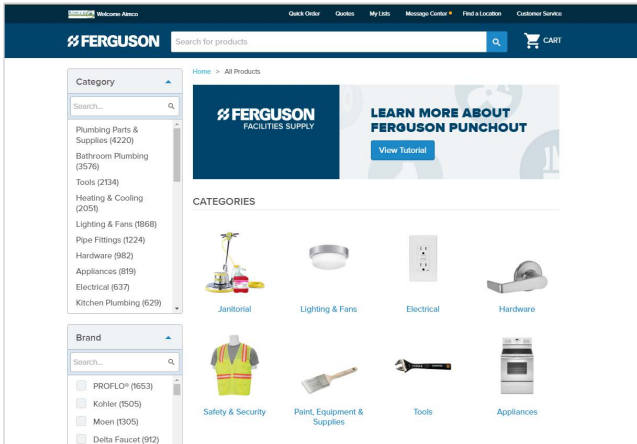 Welcome Aimco
Quick Order
Quotes
My Lists
Message Center
Find a Location
Customer Service
FERGUSON
Search for products
CART
Category
Search...
Plumbing Parts &
Supplies (4220)
Bathroom Plumbing
(3576)
Tools (2134)
Heating & Cooling
(2051)
Lighting & Fans (1868)
Pipe Fittings (1224)
Hardware (982)
Appliances (819)
Electrical (637)
Kitchen Plumbing (629)
Brand
Search...
PROFLO® (1653)
Kohler (1505)
Moen (1305)
Delta Faucet (912)
Home > All Products
FERGUSON
FACILITIES SUPPLY
LEARN MORE ABOUT
FERGUSON PUNCHOUT
View Tutorial
CATEGORIES
Janitorial
Lighting & Fans
Electrical
Hardware
Safety & Security
Paint, Equipment &
Supplies
Tools
Appliances